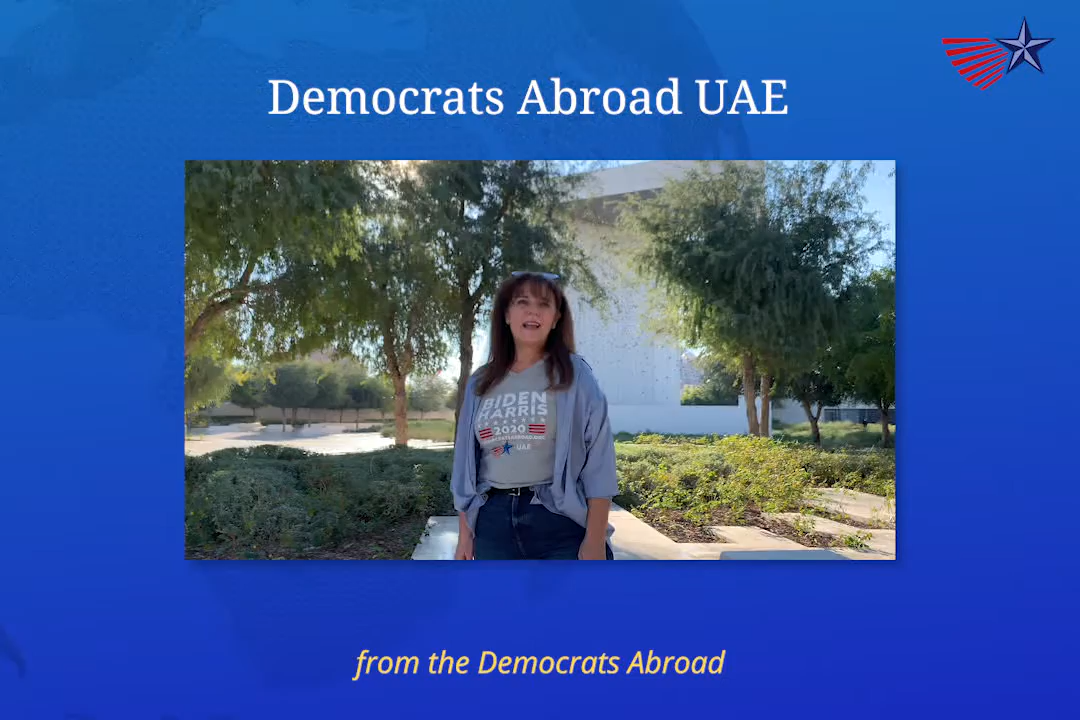 Democrats Abroad UAE
BIDEN
HARRIS
2020
UAE
from the Democrats Abroad